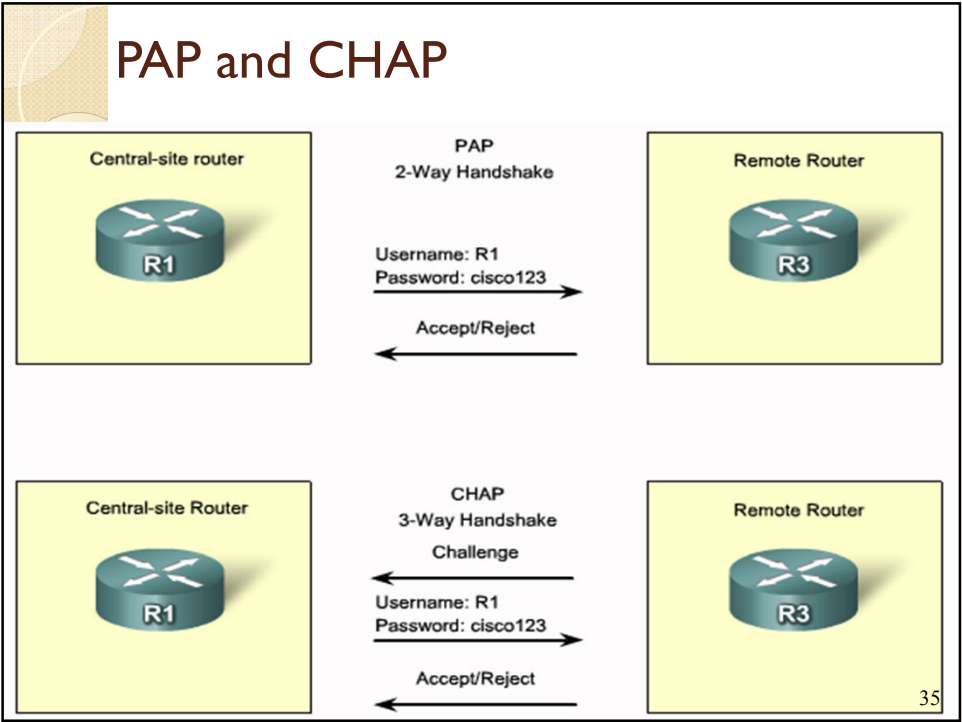 PAP and CHAP
Central-site router
R1
PAP
2-Way Handshake
Username: R1
Password: cisco123
Accept/Reject
Remote Router
R3
Central-site Router
R1
CHAP
3-Way Handshake
Challenge
Username: R1
Password: cisco123
Accept/Reject
Remote Router
R3
35